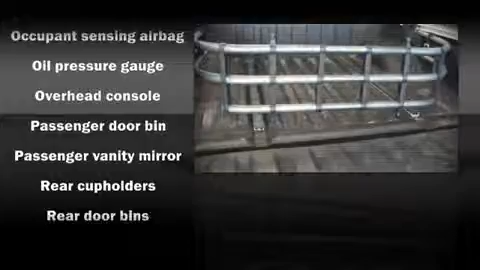 Occupant sensing airbag
Oil pressure gauge
Overhead console
Passenger door bin
Passenger vanity mirror
Rear cupholders
Rear door bins